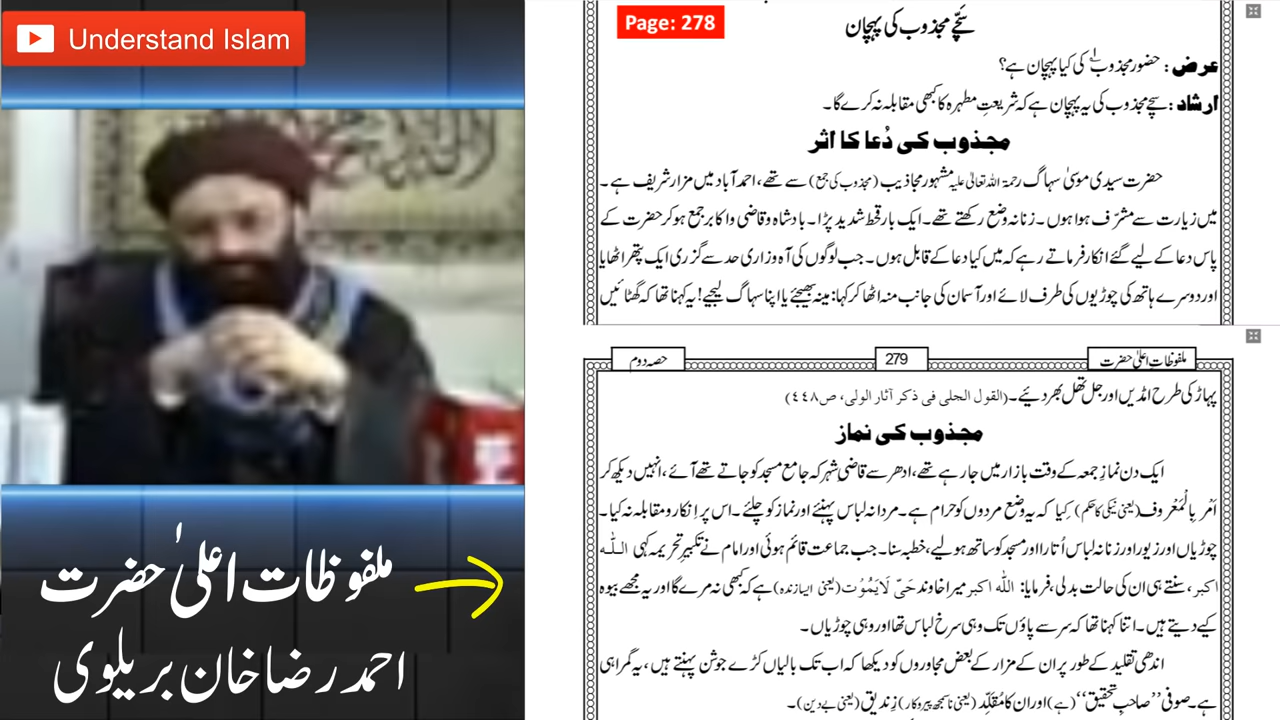 Understand Islam
ملفوظات اعلیٰ حضرت
احمد رضا خان بریلوی
Page: 278
سچّے مجذوب کی پہچان
عرض : حضور مجذوب کی کیا پہچان ہے؟
ارشاد : سچے مجذوب کی یہ پہچان ہے کہ شریعتِ مطہرہ کا کبھی مقابلہ نہ کرے گا۔
مجذوب کی دُعا کا اثر
حضرت سیدی موسیٰ سہاگ رحمۃ اللہ تعالیٰ علیہ مشہور مجاذیب (مجذوب کی جمع) سے تھے، احمد آباد میں مزار شریف ہے۔
میں زیارت سے مشرّف ہوا ہوں۔ زنانہ وضع رکھتے تھے۔ ایک بار قحط شدید پڑا۔ بادشاہ و قاضی واکابر جمع ہو کر حضرت کے
پاس دعا کے لیے گئے انکار فرماتے رہے کہ میں کیا دعا کے قابل ہوں۔ جب لوگوں کی آہ وزاری حد سے گزری ایک پتھر اٹھایا
اور دوسرے ہاتھ کی چوڑیوں کی طرف لائے اور آسمان کی جانب منہ اٹھا کر کہا: مینہ بھیجئے یا اپنا سہاگ لیجیے! یہ کہنا تھا کہ گھٹائیں
ملفوظاتِ اعلیٰ حضرت
279
حصہ دوم
پہاڑ کی طرح امڈیں اور جل تھل بھر دئیے۔ (القول الجلی فی ذکر آثار الولی، ص۴۴۸)
مجذوب کی نماز
ایک دن نمازِ جمعہ کے وقت بازار میں جا رہے تھے، ادھر سے قاضیِ شہر کہ جامع مسجد کو جاتے تھے آئے، انہیں دیکھ کر
اَمْر بِالْمَعْرُوف (یعنی نیکی کا حکم) کیا کہ یہ وضع مردوں کو حرام ہے۔ مردانہ لباس پہنئے اور نماز کو چلئے۔ اس پر انکار و مقابلہ نہ کیا۔
چوڑیاں اور زیور اور زنانہ لباس اُتارا اور مسجد کو ساتھ ہولیے، خطبہ سنا۔ جب جماعت قائم ہوئی اور امام نے تکبیرِ تحریمہ کہی اللّٰہ
اکبر، سنتے ہی ان کی حالت بدلی، فرمایا: اللّٰہ اکبر میرا خاوند حَیّ لَا یَمُوْت (یعنی ایسا زندہ) ہے کہ کبھی نہ مرے گا اور یہ مجھے بیوہ
کیے دیتے ہیں۔ اتنا کہنا تھا کہ سر سے پاؤں تک وہی سرخ لباس تھا اور وہی چوڑیاں۔
اندھی تقلید کے طور پر ان کے مزار کے بعض مجاوروں کو دیکھا کہ اب تک بالیاں کڑے جوشن پہنتے ہیں، یہ گمراہی
ہے۔ صوفی ’’صاحبِ تحقیق‘‘ (ہے) اور ان کا مُقلِّد (یعنی ناسمجھ پیروکار) زِندیق (یعنی بے دین)۔